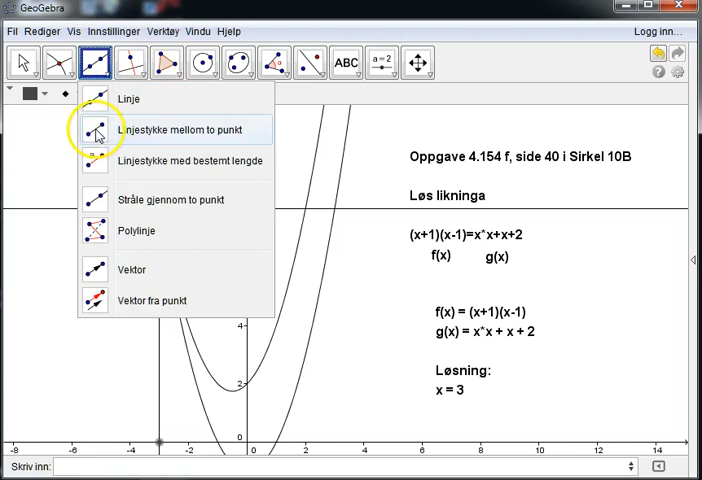 GeoGebra
Fil Rediger Vis Innstillinger Verktøy Vindu Hjelp Logg inn...
ABC a = 2
Linje
Linjestykke mellom to punkt
Linjestykke med bestemt lengde
Stråle gjennom to punkt
Polylinje
Vektor
Vektor fra punkt
Oppgave 4.154 f, side 40 i Sirkel 10B
Løs likninga
(x+1)(x-1)=x*x+x+2
f(x) g(x)
f(x) = (x+1)(x-1)
g(x) = x*x + x + 2
Løsning:
x = 3
4
2
0
-8 -6 -4 -2 0 2 4 6 8 10 12 14
Skriv inn: